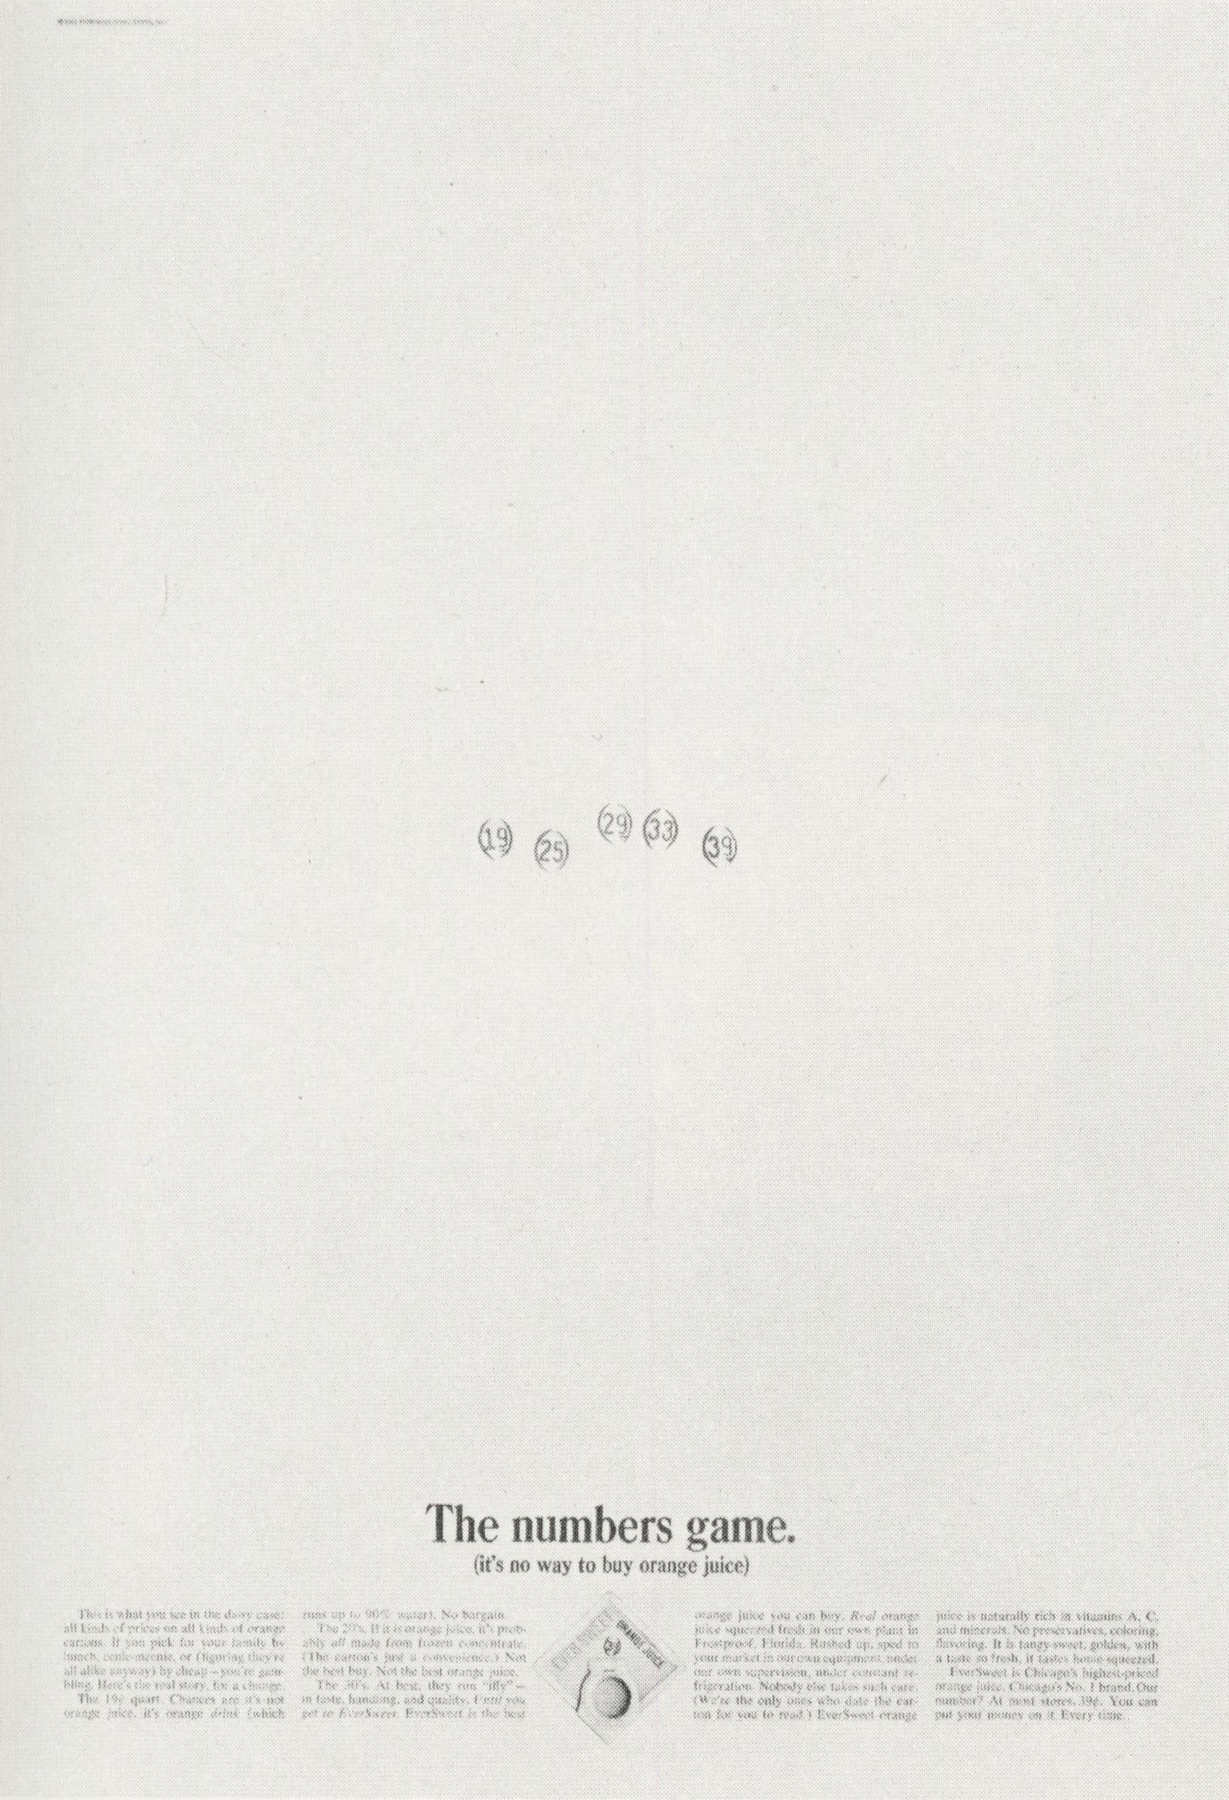 (19) (25) (29) (33) (39)
The numbers game.
(it's no way to buy orange juice)
This is what you see in the dairy case:
all kinds of prices on all kinds of orange
cartons. If you pick for your family by
hunch, eenie-meenie, or (figuring they're
all alike anyway) by cheap – you're gam-
bling. Here's the real story, for a change.
The 19¢ quart. Chances are it's not
orange juice, it's orange drink (which
runs up to 90% water). No bargain.
The 20's. If it is orange juice, it's prob-
ably all made from frozen concentrate.
(The carton's just a convenience.) Not
the best buy. Not the best orange juice.
The 30's. At best, they run "iffy" –
in taste, handling, and quality. Until you
get to EverSweet. EverSweet is the best
EVER SWEET ORANGE JUICE
orange juice you can buy. Real orange
juice squeezed fresh in our own plant in
Frostproof, Florida. Rushed up, sped to
your market in our own equipment, under
our own supervision, under constant re-
frigeration. Nobody else takes such care.
(We're the only ones who date the car-
ton for you to read.) EverSweet orange
juice is naturally rich in vitamins A, C,
and minerals. No preservatives, coloring,
flavoring. It is tangy-sweet, golden, with
a taste so fresh, it tastes home-squeezed.
EverSweet is Chicago's highest-priced
orange juice, Chicago's No. 1 brand. Our
number? At most stores, 39¢. You can
put your money on it. Every time.